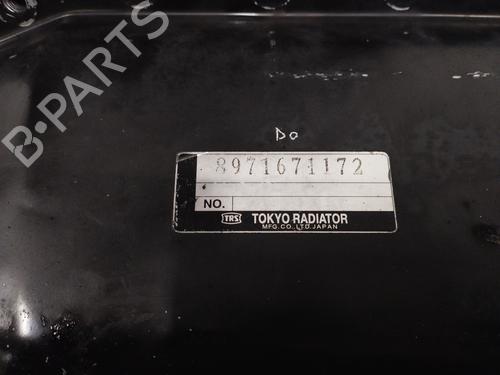 B-PARTS
Do
8971671172
NO.
TRS TOKYO RADIATOR
MFG.CO.,LTD.JAPAN